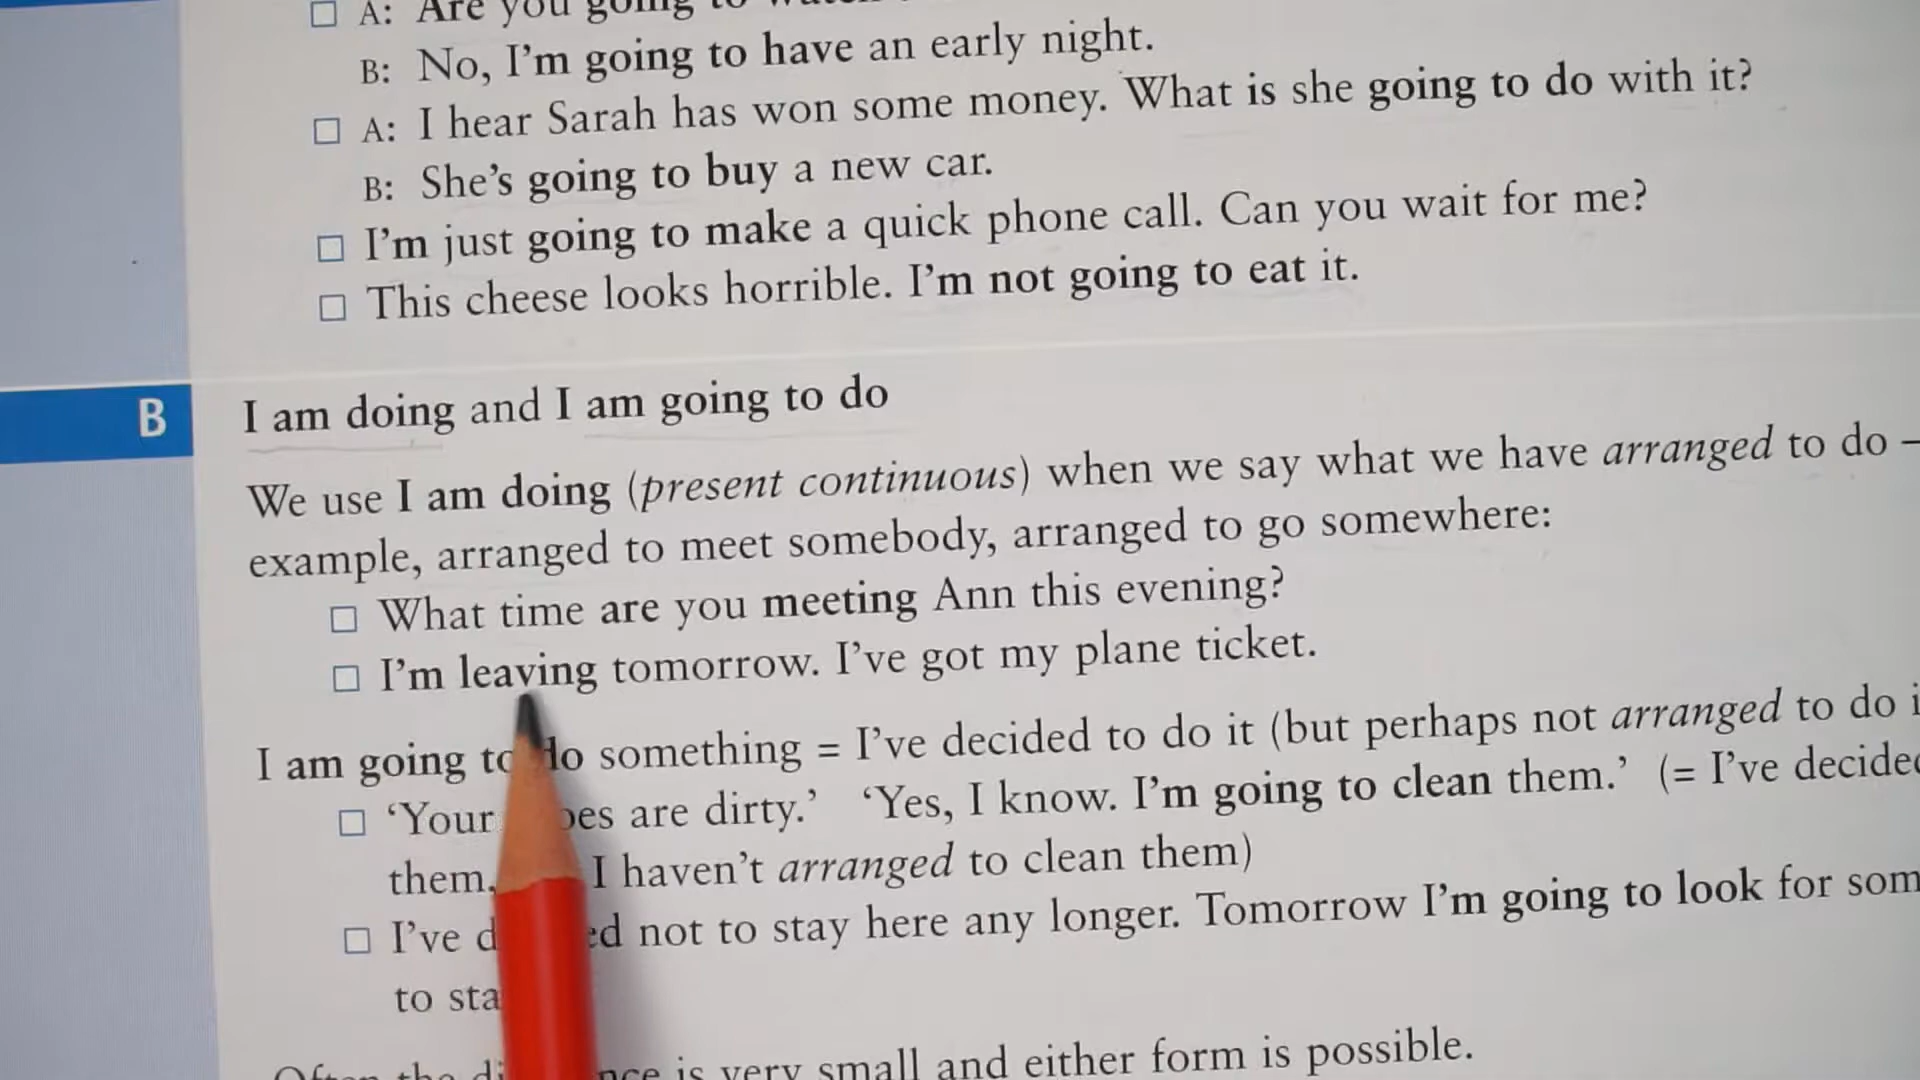 A: Are you going to
B: No, I'm going to have an early night.
A: I hear Sarah has won some money. What is she going to do with it?
B: She's going to buy a new car.
I'm just going to make a quick phone call. Can you wait for me?
This cheese looks horrible. I'm not going to eat it.
B
I am doing and I am going to do
We use I am doing (present continuous) when we say what we have arranged to do –
example, arranged to meet somebody, arranged to go somewhere:
What time are you meeting Ann this evening?
I'm leaving tomorrow. I've got my plane ticket.
I am going to do something = I've decided to do it (but perhaps not arranged to do
‘Your are dirty.’ ‘Yes, I know. I'm going to clean them.’ (= I've
them, I haven't arranged to clean them)
I've not to stay here any longer. Tomorrow I'm going to look for
to
the is very small and either form is possible.